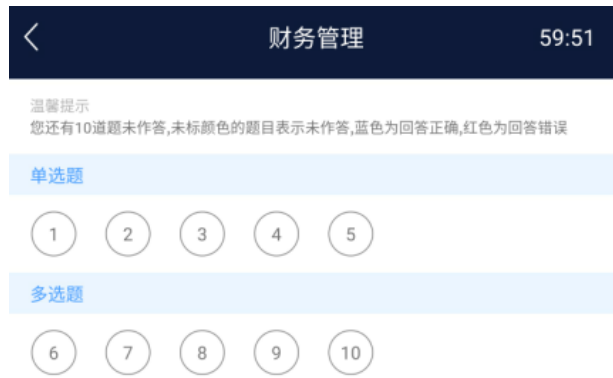 财务管理 59:51
温馨提示
您还有10道题未作答,未标颜色的题目表示未作答,蓝色为回答正确,红色为回答错误
单选题
1 2 3 4 5
多选题
6 7 8 9 10